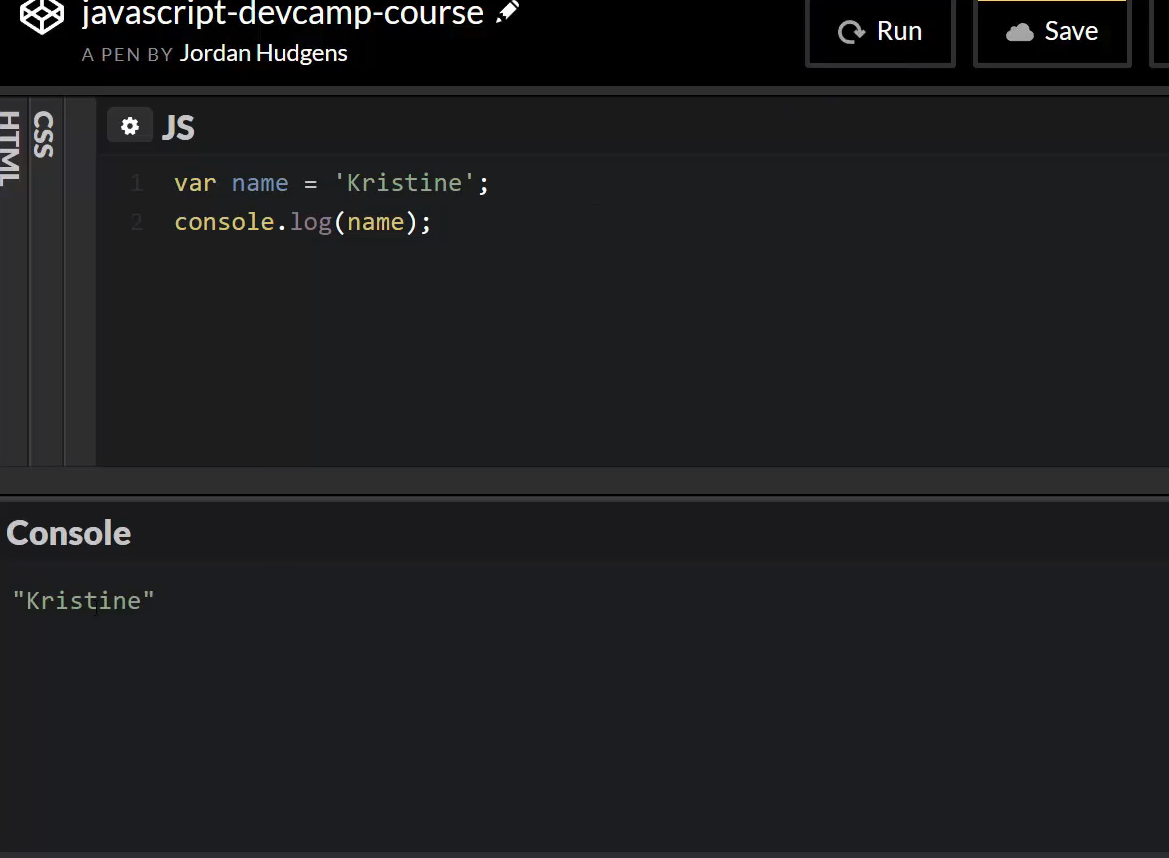 javascript-devcamp-course
A PEN BY Jordan Hudgens
Run
Save
HTML
CSS
JS
1 var name = 'Kristine';
2 console.log(name);
Console
"Kristine"